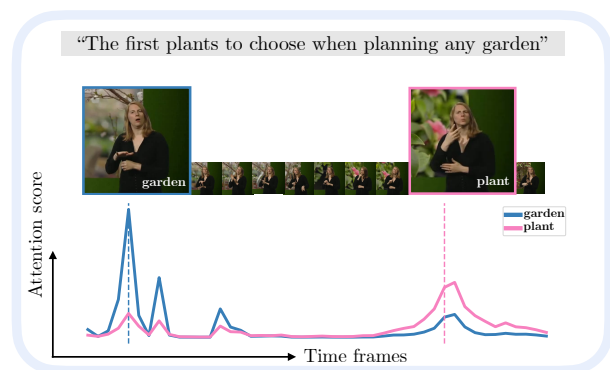 “The first plants to choose when planning any garden”
garden
plant
Attention score
garden
plant
Time frames